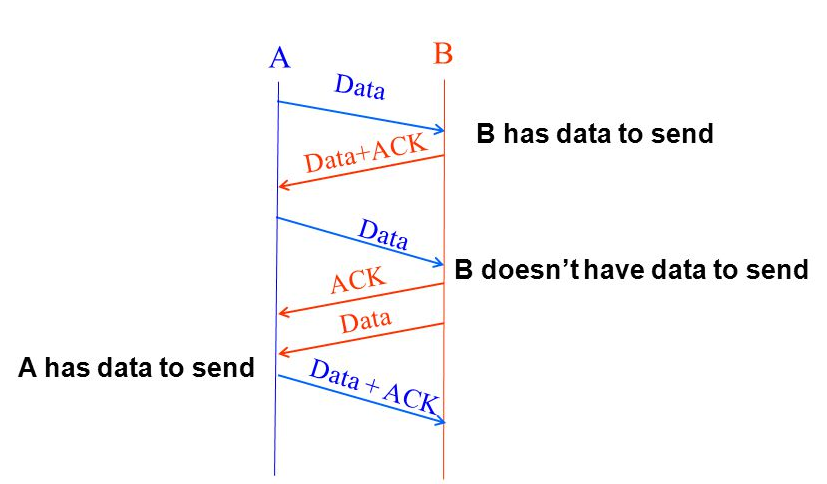 A
B
Data
B has data to send
Data+ACK
Data
B doesn't have data to send
ACK
Data
A has data to send
Data + ACK